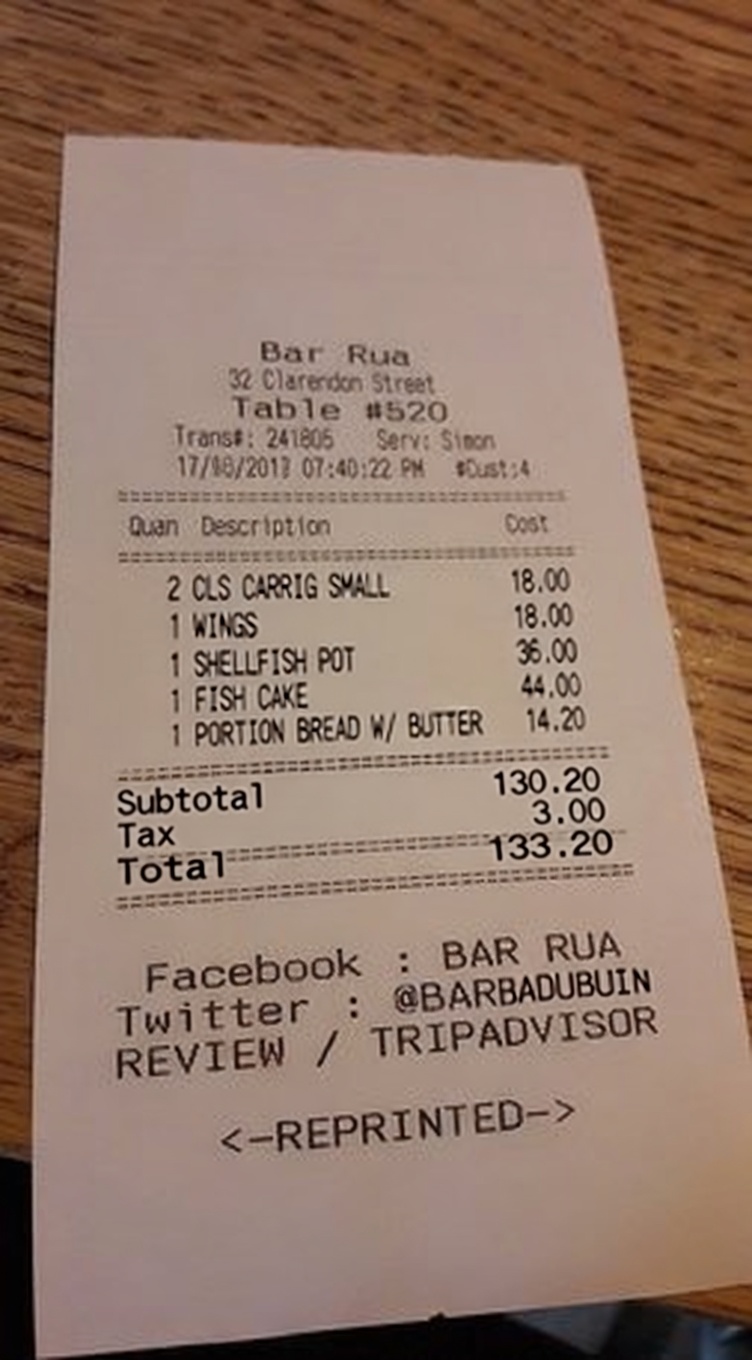 Bar Rua
32 Clarendon Street
Table #520
Trans#: 241805 Serv: Simon
07:40:22 PM #Cust:4
Quan Description Cost
2 CLS CARRIG SMALL 18.00
1 WINGS 18.00
1 SHELLFISH POT 36.00
1 FISH CAKE 44.00
1 PORTION BREAD W/ BUTTER 14.20
Subtotal 130.20
Tax 3.00
Total 133.20
Facebook : BAR RUA
Twitter : @BARBADUBUIN
REVIEW / TRIPADVISOR
<-REPRINTED->